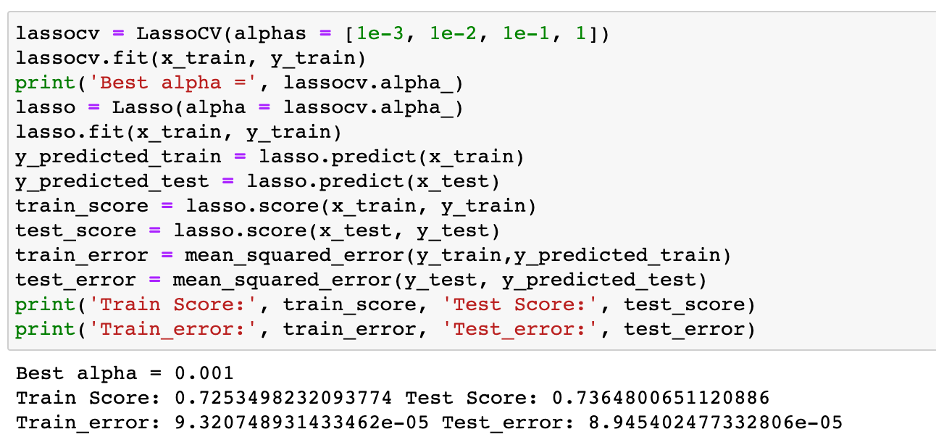 lassocv = LassoCV(alphas = [1e-3, 1e-2, 1e-1, 1])
lassocv.fit(x_train, y_train)
print('Best alpha =', lassocv.alpha_)
lasso = Lasso(alpha = lassocv.alpha_)
lasso.fit(x_train, y_train)
y_predicted_train = lasso.predict(x_train)
y_predicted_test = lasso.predict(x_test)
train_score = lasso.score(x_train, y_train)
test_score = lasso.score(x_test, y_test)
train_error = mean_squared_error(y_train,y_predicted_train)
test_error = mean_squared_error(y_test, y_predicted_test)
print('Train Score:', train_score, 'Test Score:', test_score)
print('Train_error:', train_error, 'Test_error:', test_error)
Best alpha = 0.001
Train Score: 0.7253498232093774 Test Score: 0.7364800651120886
Train_error: 9.320748931433462e-05 Test_error: 8.945402477332806e-05